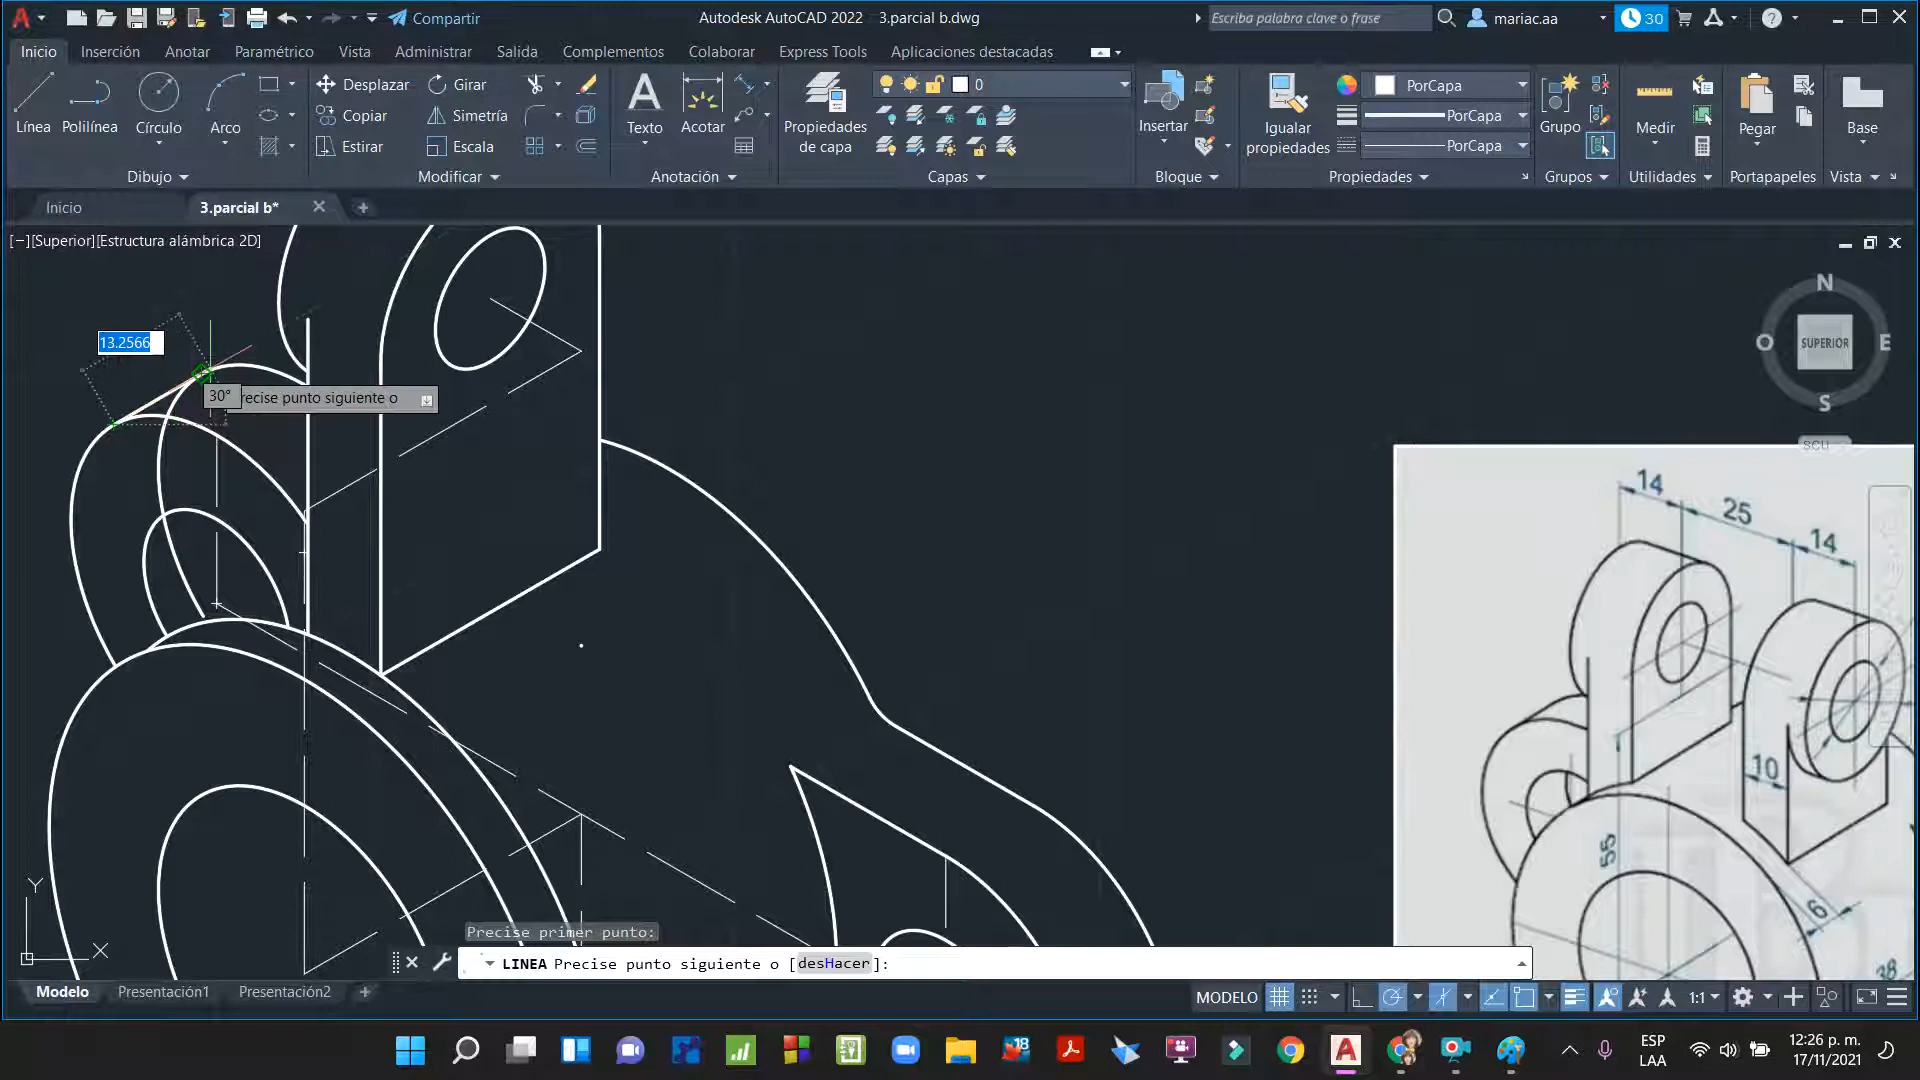 Compartir
Autodesk AutoCAD 2022 3.parcial b.dwg
Escriba palabra clave o frase
mariac.aa
30
Inicio Inserción Anotar Paramétrico Vista Administrar Salida Complementos Colaborar Express Tools Aplicaciones destacadas
Línea
Polilínea
Círculo
Arco
Desplazar
Girar
Copiar
Simetría
Estirar
Escala
Texto
Acotar
Propiedades
de capa
0
Insertar
Igualar
propiedades
PorCapa
PorCapa
PorCapa
Grupo
Medir
Pegar
Base
Dibujo Modificar Anotación Capas Bloque Propiedades Grupos Utilidades Portapapeles Vista
Inicio
3.parcial b*
[−][Superior][Estructura alámbrica 2D]
N
O
SUPERIOR
E
S
SCU
13.2566
30°
recise punto siguiente o
14
25
14
10
55
6
38
Y
X
Precise primer punto:
LINEA Precise punto siguiente o [desHacer]:
Modelo Presentación1 Presentación2
MODELO
1:1
18
ESP
LAA
12:26 p. m.
17/11/2021